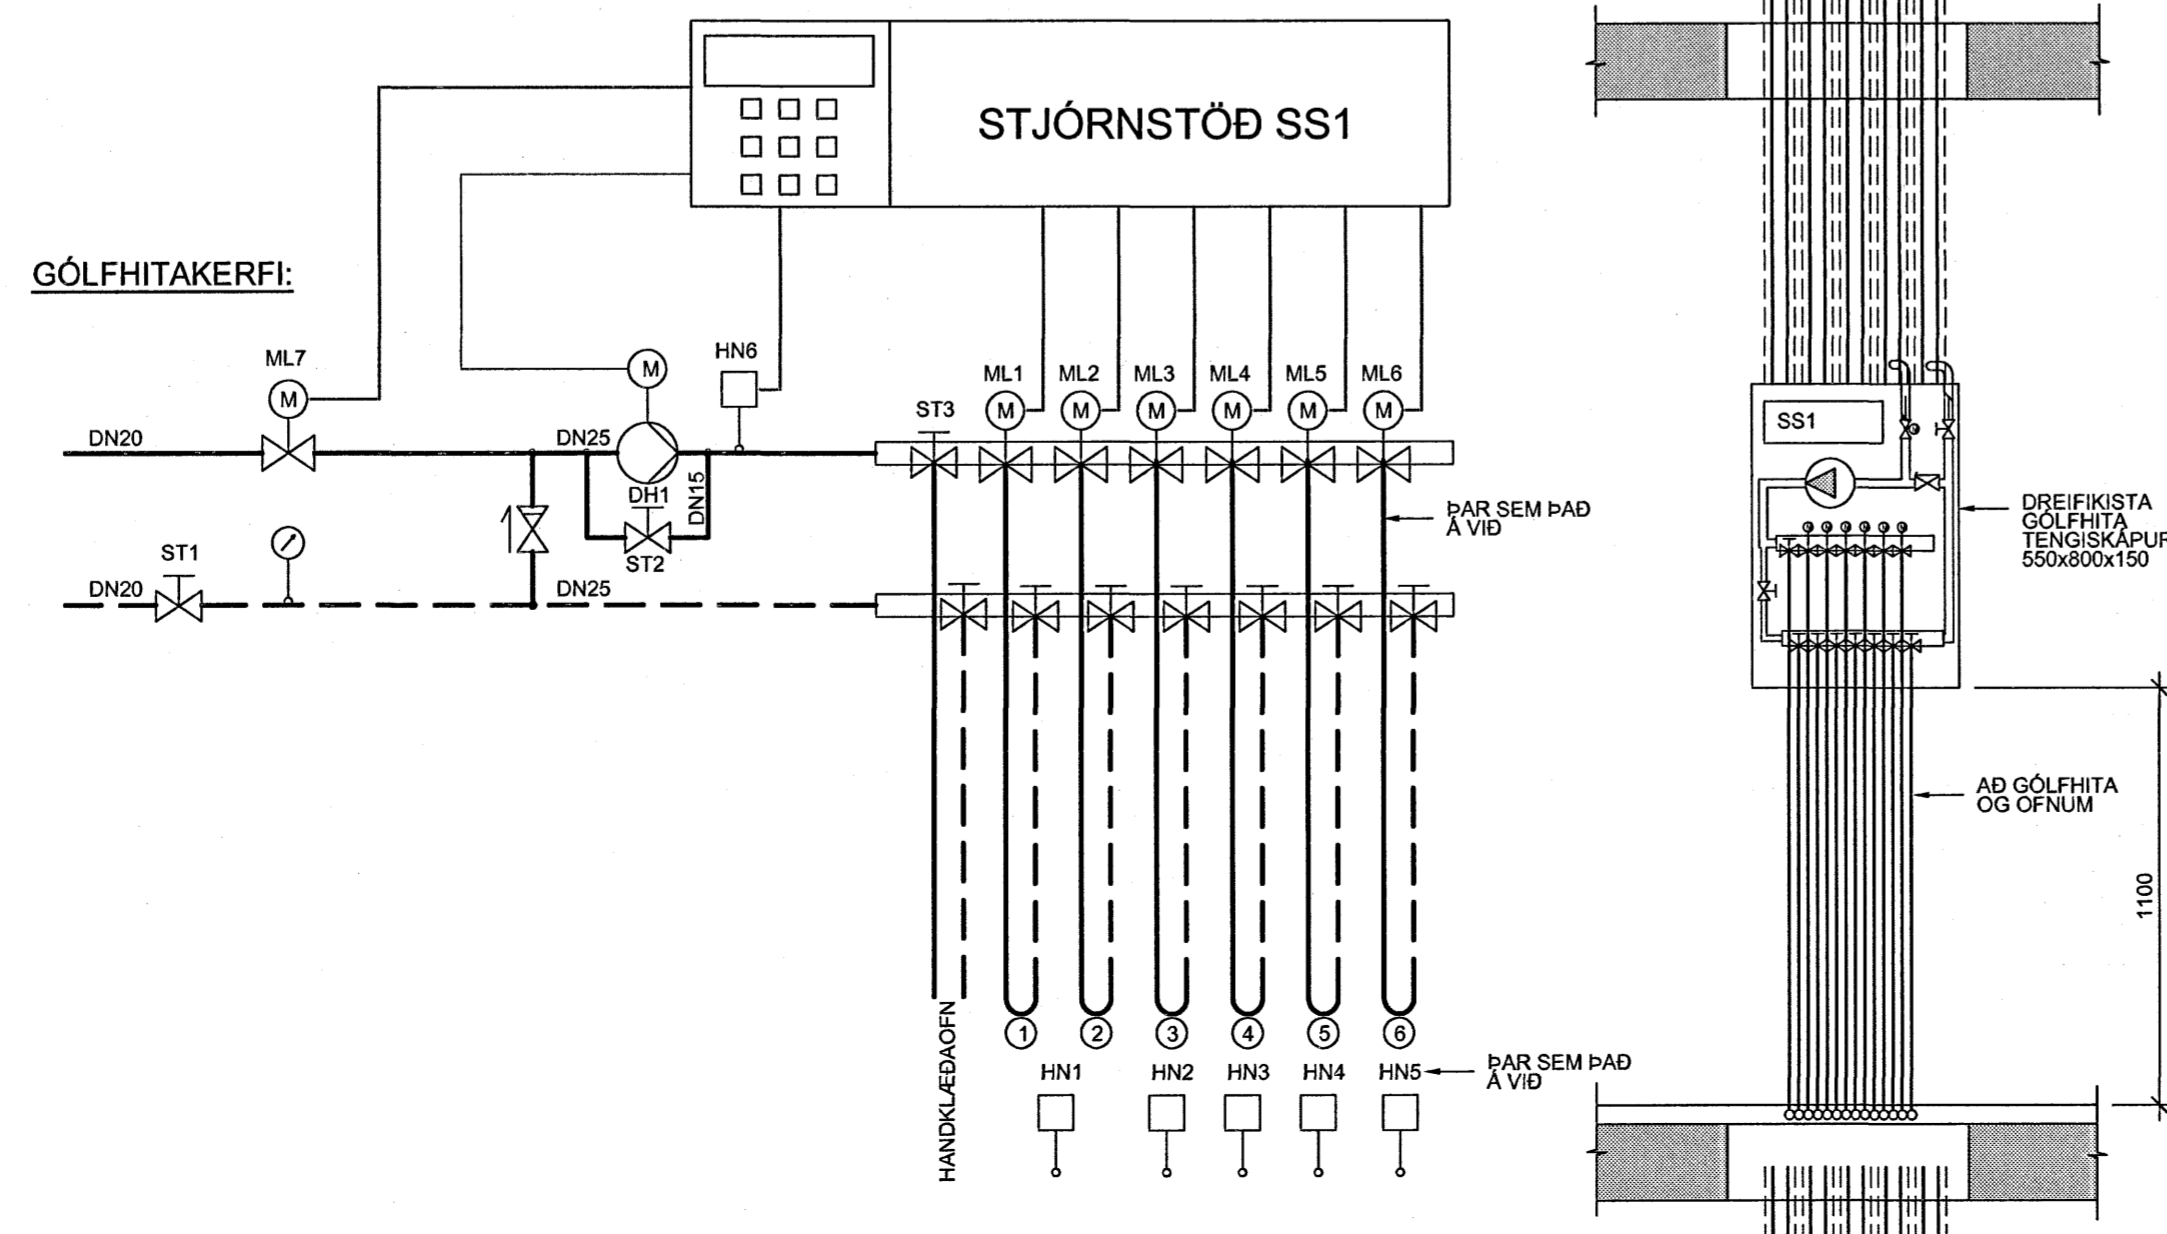 STJÓRNSTÖÐ SS1
GÓLFHITAKERFI:
ML7
M
DN20
M
HN6
DN25
DH1
DN15
ST2
ST1
DN20
DN25
ST3
ML1 ML2 ML3 ML4 ML5 ML6
M M M M M M
ÞAR SEM ÞAÐ
Á VIÐ
HANDKLÆÐAOFN
1 2 3 4 5 6
HN1 HN2 HN3 HN4 HN5
ÞAR SEM ÞAÐ
Á VIÐ
SS1
DREIFIKISTA
GÓLFHITA
TENGISKÁPUR
550x800x150
AÐ GÓLFHITA
OG OFNUM
1100